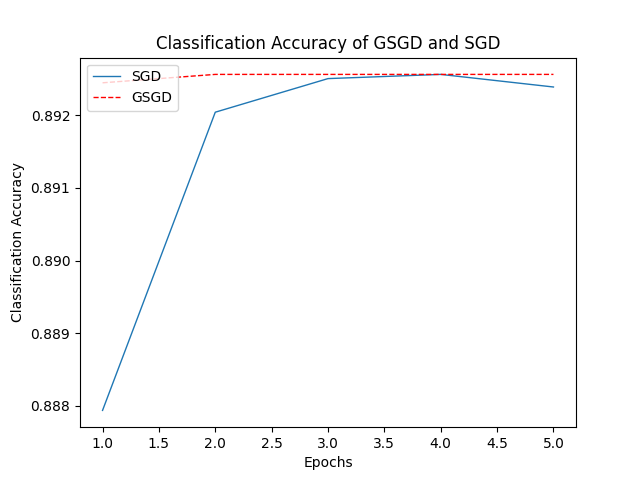 Classification Accuracy of GSGD and SGD
SGD
GSGD
Classification Accuracy
0.892
0.891
0.890
0.889
0.888
1.0 1.5 2.0 2.5 3.0 3.5 4.0 4.5 5.0
Epochs